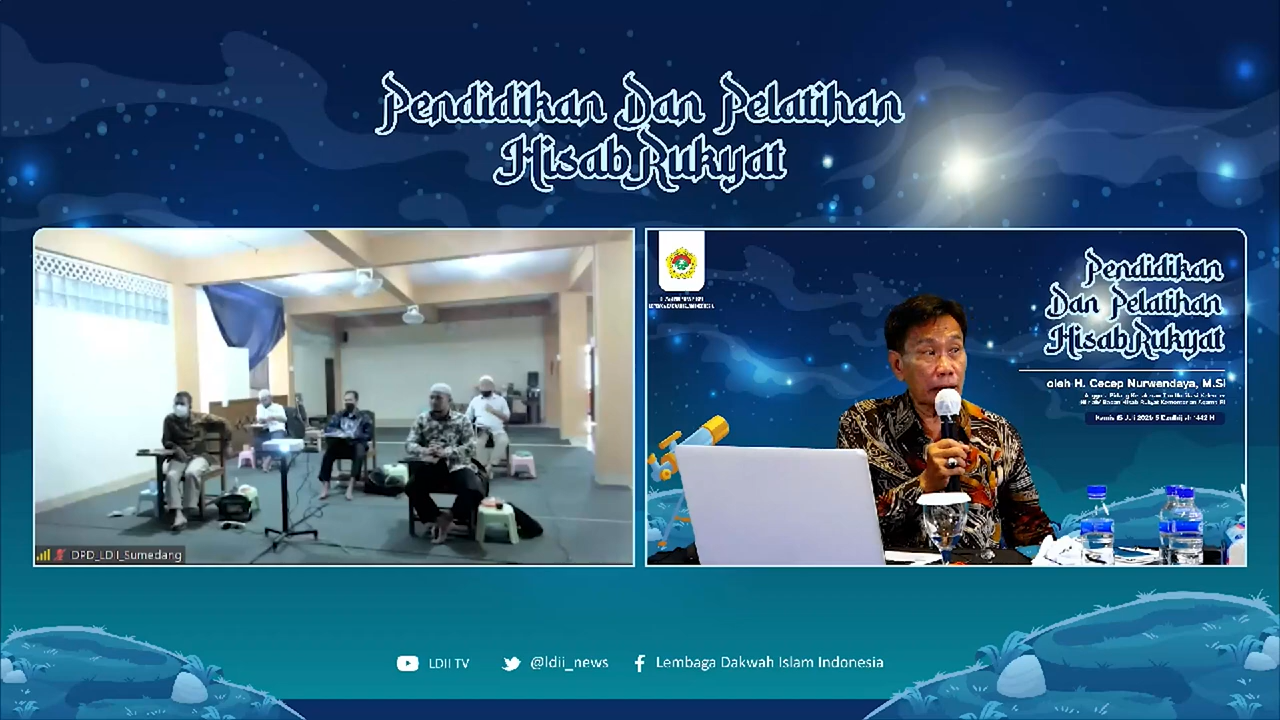 Pendidikan Dan Pelatihan
Hisab Rukyat
DPD_LDII_Sumedang
Pendidikan
Dan Pelatihan
Hisab Rukyat
oleh H. Cecep Nurwendaya, M.Si
LDII TV
@ldii_news
Lembaga Dakwah Islam Indonesia